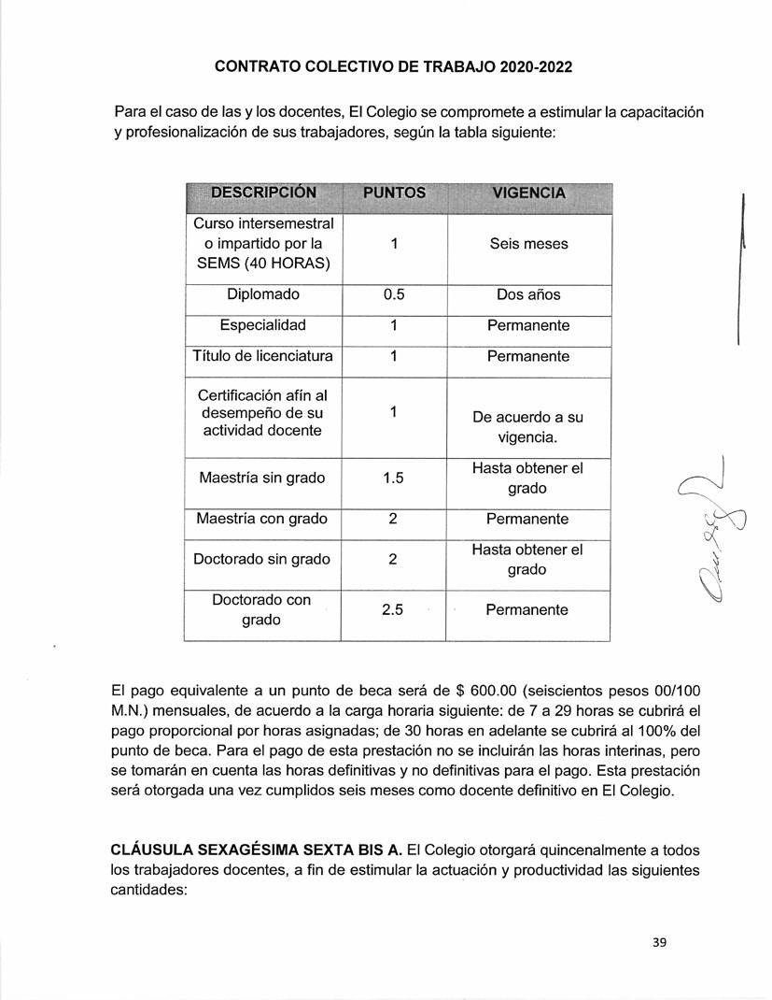 CONTRATO COLECTIVO DE TRABAJO 2020-2022
Para el caso de las y los docentes, El Colegio se compromete a estimular la capacitación
y profesionalización de sus trabajadores, según la tabla siguiente:
DESCRIPCIÓN PUNTOS VIGENCIA
Curso intersemestral
o impartido por la
SEMS (40 HORAS)
1
Seis meses
Diplomado 0.5 Dos años
Especialidad 1 Permanente
Título de licenciatura 1 Permanente
Certificación afín al
desempeño de su
actividad docente
1
De acuerdo a su
vigencia.
Maestría sin grado 1.5
Hasta obtener el
grado
Maestría con grado 2 Permanente
Doctorado sin grado 2
Hasta obtener el
grado
Doctorado con
grado
2.5
Permanente
El pago equivalente a un punto de beca será de $ 600.00 (seiscientos pesos 00/100
M.N.) mensuales, de acuerdo a la carga horaria siguiente: de 7 a 29 horas se cubrirá el
pago proporcional por horas asignadas; de 30 horas en adelante se cubrirá al 100% del
punto de beca. Para el pago de esta prestación no se incluirán las horas interinas, pero
se tomarán en cuenta las horas definitivas y no definitivas para el pago. Esta prestación
será otorgada una vez cumplidos seis meses como docente definitivo en El Colegio.
CLÁUSULA SEXAGÉSIMA SEXTA BIS A. El Colegio otorgará quincenalmente a todos
los trabajadores docentes, a fin de estimular la actuación y productividad las siguientes
cantidades:
39